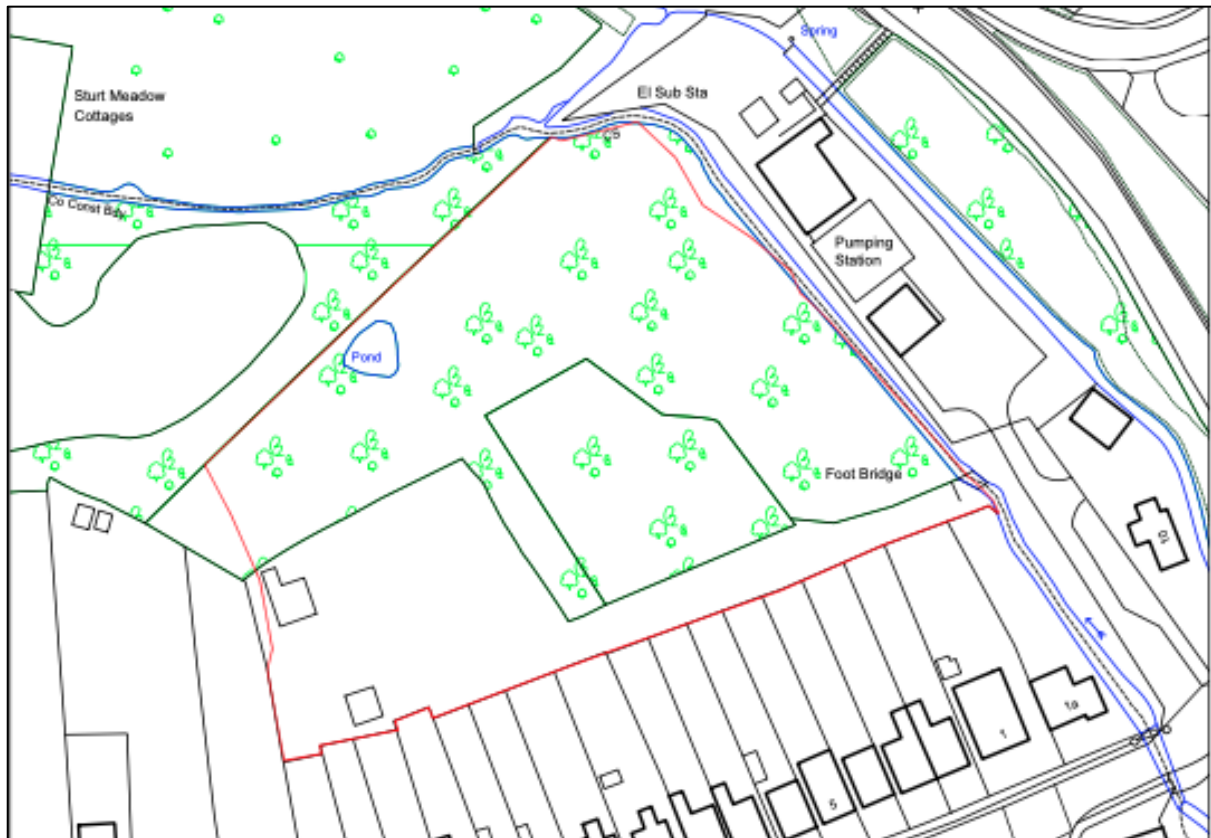 Spring
Sturt Meadow
Cottages
El Sub Sta
CS
Co Const Bdy
Pumping
Station
Pond
Foot Bridge
10
1
1a
5